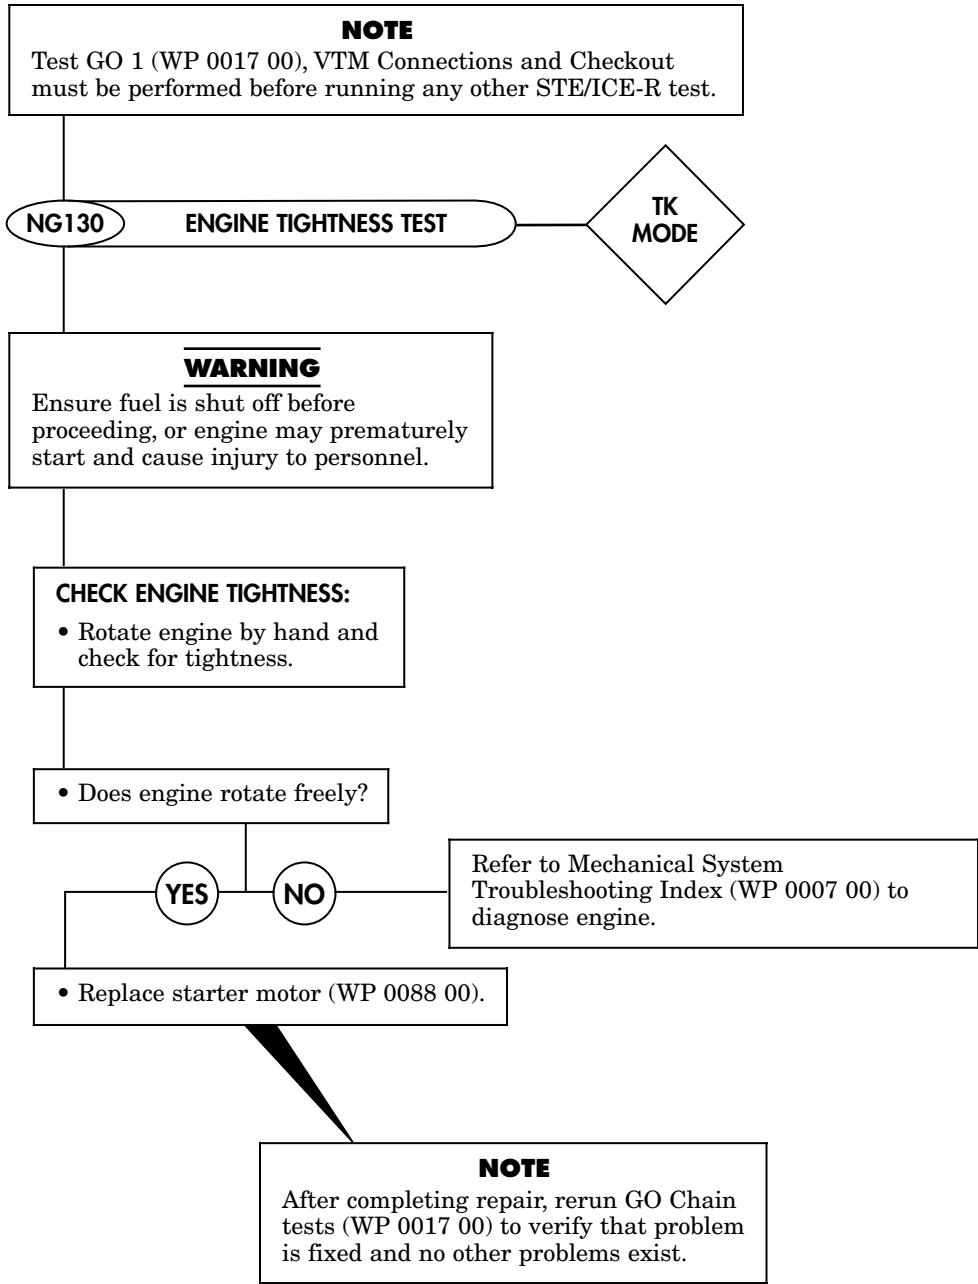 NOTE
Test GO 1 (WP 0017 00), VTM Connections and Checkout
must be performed before running any other STE/ICE-R test.
NG130
ENGINE TIGHTNESS TEST
TK
MODE
WARNING
Ensure fuel is shut off before
proceeding, or engine may prematurely
start and cause injury to personnel.
CHECK ENGINE TIGHTNESS:
• Rotate engine by hand and
check for tightness.
• Does engine rotate freely?
YES
NO
Refer to Mechanical System
Troubleshooting Index (WP 0007 00) to
diagnose engine.
• Replace starter motor (WP 0088 00).
NOTE
After completing repair, rerun GO Chain
tests (WP 0017 00) to verify that problem
is fixed and no other problems exist.